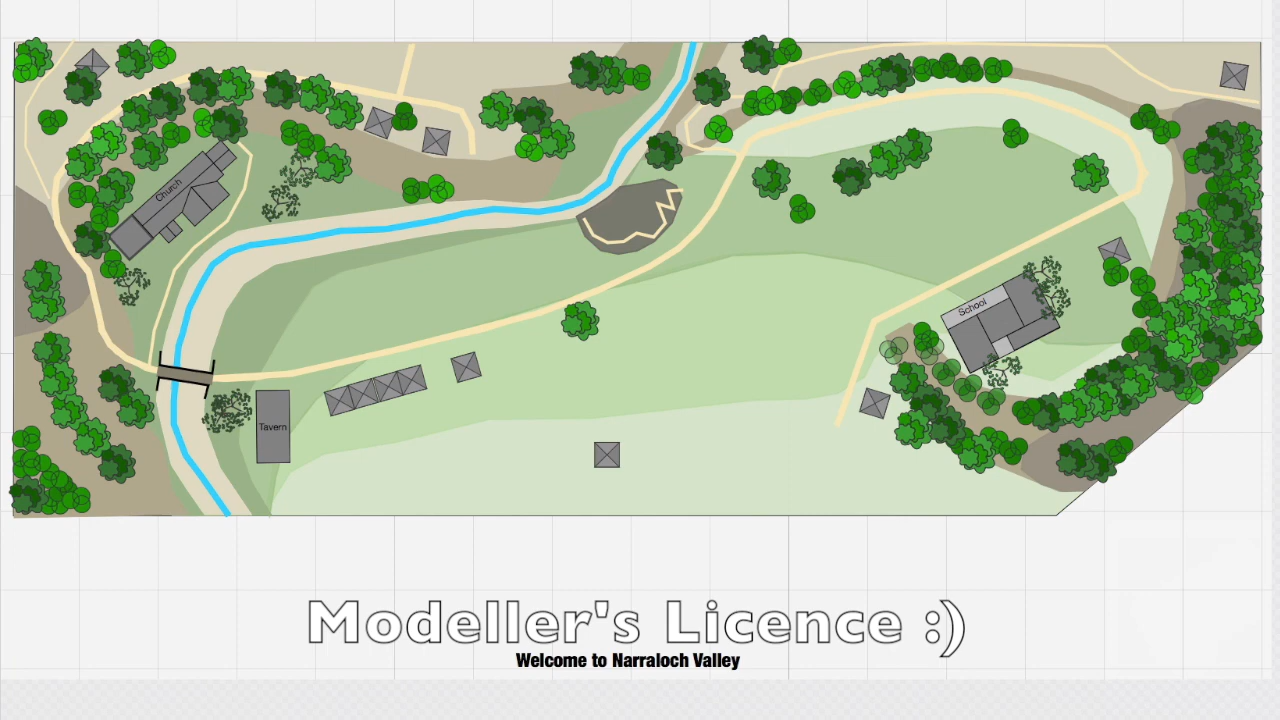 Church
School
Tavern
Modeller's Licence :)
Welcome to Narraloch Valley